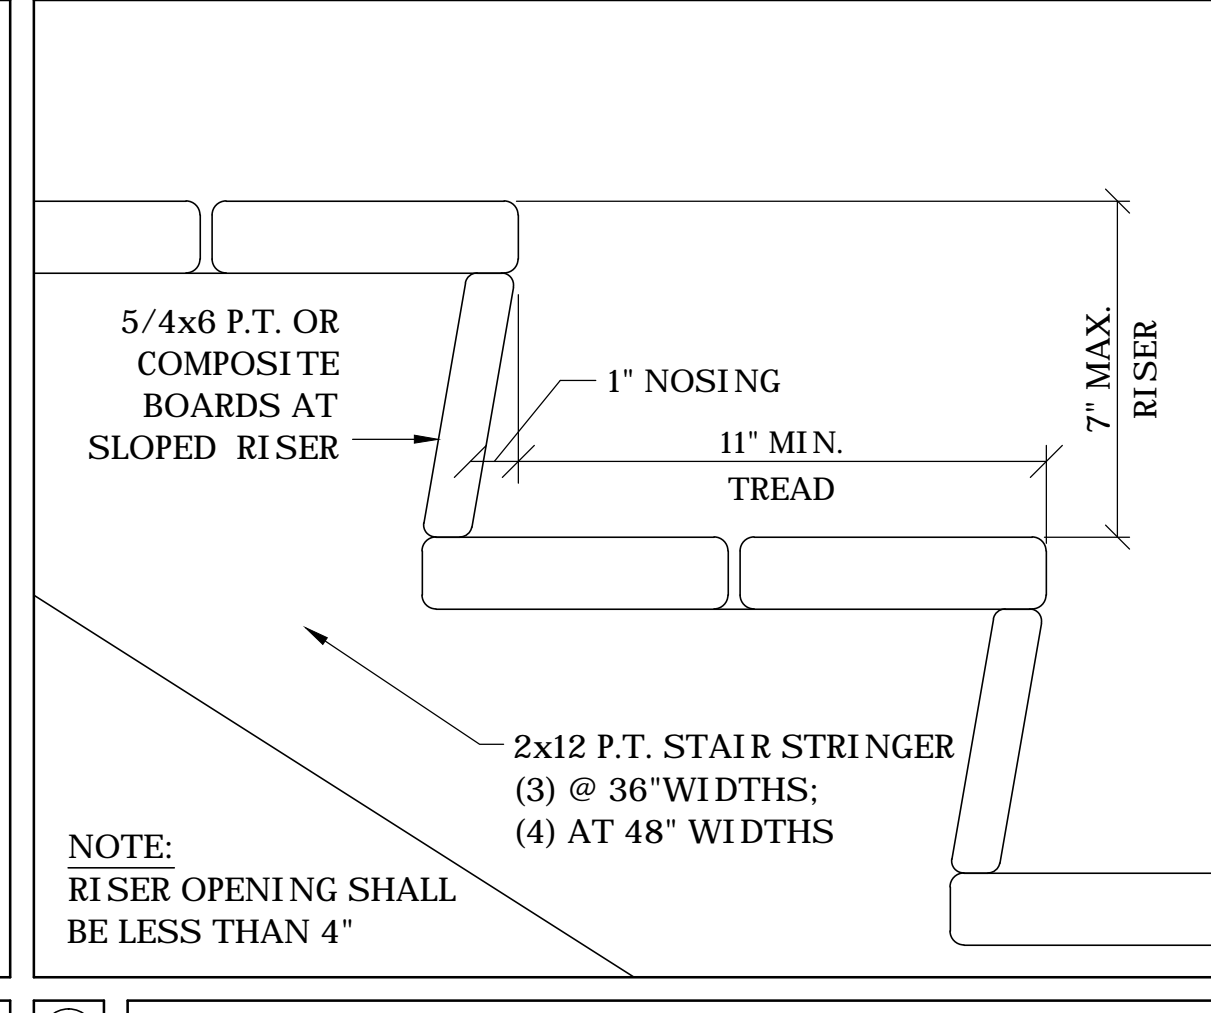 5/4x6 P.T. OR
COMPOSITE
BOARDS AT
SLOPED RISER
1" NOSING
11" MIN.
TREAD
7" MAX.
RISER
2x12 P.T. STAIR STRINGER
(3) @ 36"WIDTHS;
(4) AT 48" WIDTHS
NOTE:
RISER OPENING SHALL
BE LESS THAN 4"